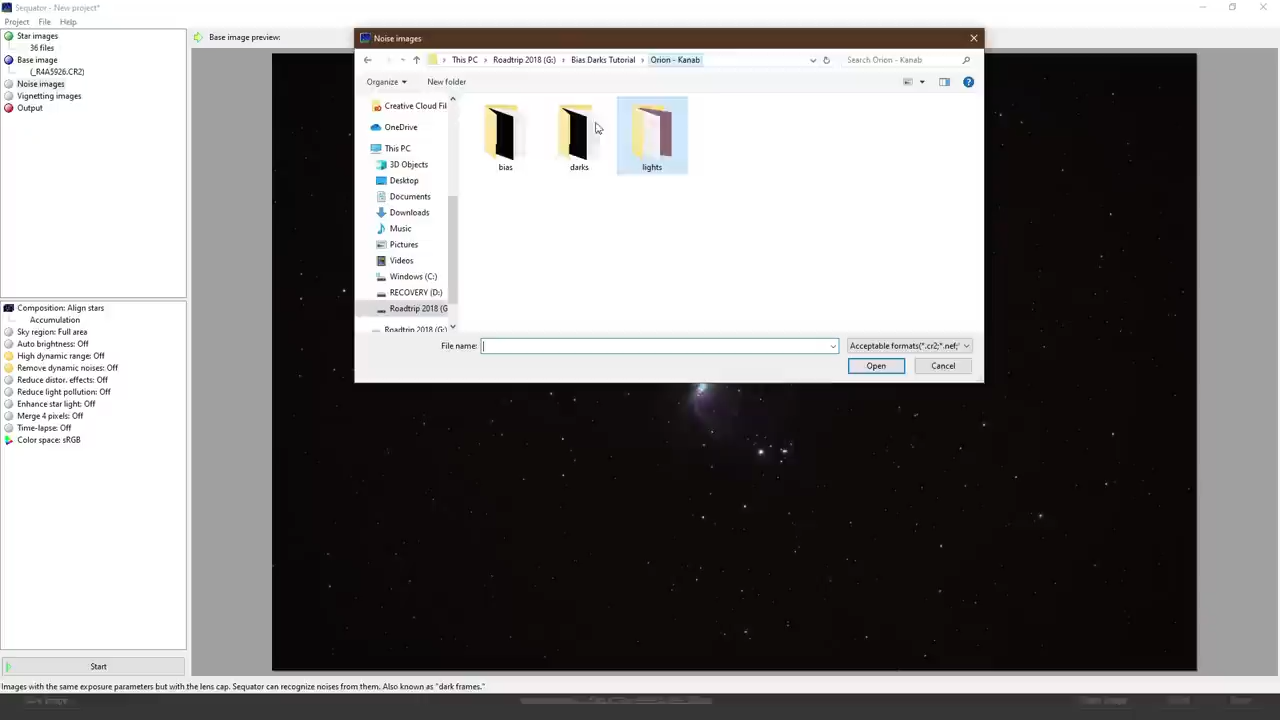 Sequator - New project*
Project File Help
Star images
36 files
Base image
(_R4A5926.CR2)
Noise images
Vignetting images
Output
Base image preview:
Noise images
This PC > Roadtrip 2018 (G:) > Bias Darks Tutorial > Orion - Kanab
Search Orion - Kanab
Organize
New folder
Creative Cloud Fil
OneDrive
This PC
3D Objects
Desktop
Documents
Downloads
Music
Pictures
Videos
Windows (C:)
RECOVERY (D:)
Roadtrip 2018 (G
Roadtrip 2018 (G:)
bias
darks
lights
File name:
Acceptable formats(*.cr2;*.nef;*
Open
Cancel
Composition: Align stars
Accumulation
Sky region: Full area
Auto brightness: Off
High dynamic range: Off
Remove dynamic noises: Off
Reduce distor. effects: Off
Reduce light pollution: Off
Enhance star light: Off
Merge 4 pixels: Off
Time-lapse: Off
Color space: sRGB
Start
Images with the same exposure parameters but with the lens cap. Sequator can recognize noises from them. Also known as "dark frames."